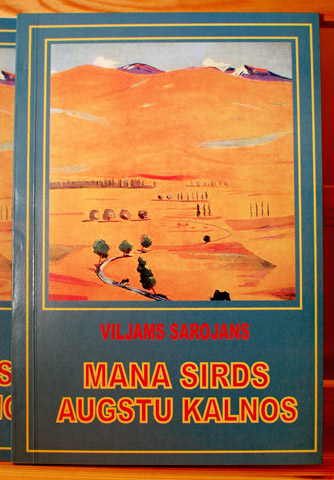 VILJAMS SAROJANS
MANA SIRDS
AUGSTU KALNOS